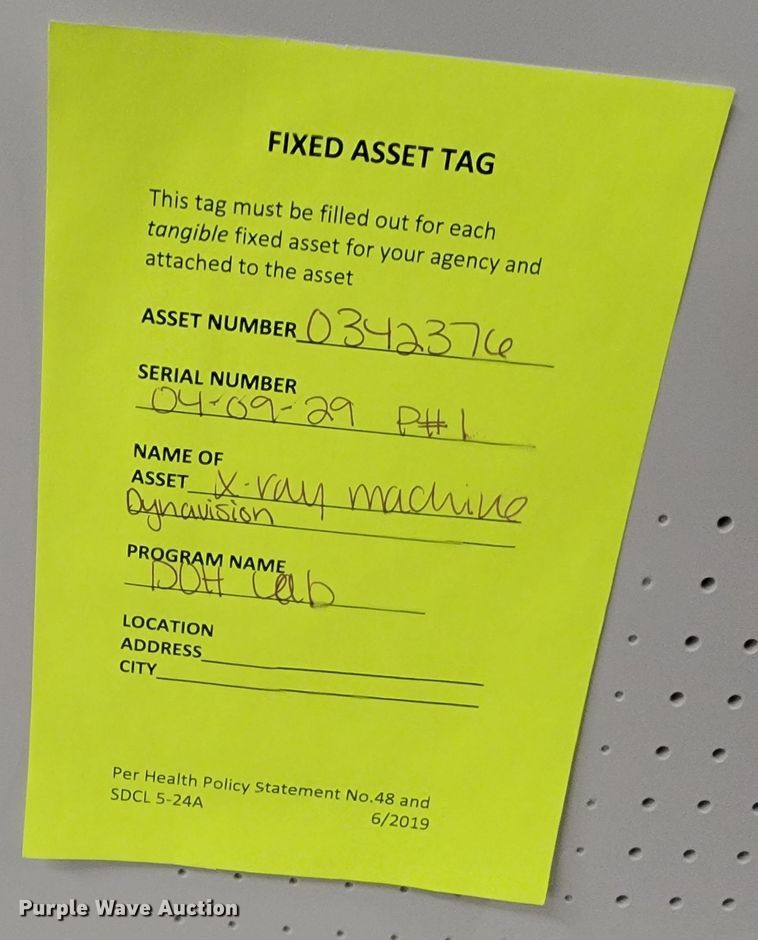 FIXED ASSET TAG
This tag must be filled out for each
tangible fixed asset for your agency and
attached to the asset
ASSET NUMBER 0342376
SERIAL NUMBER
04-09-29 P#1
NAME OF
ASSET X-ray machine
Dynavision
PROGRAM NAME
DOH Lab
LOCATION
ADDRESS
CITY
Per Health Policy Statement No.48 and
SDCL 5-24A
6/2019
Purple Wave Auction